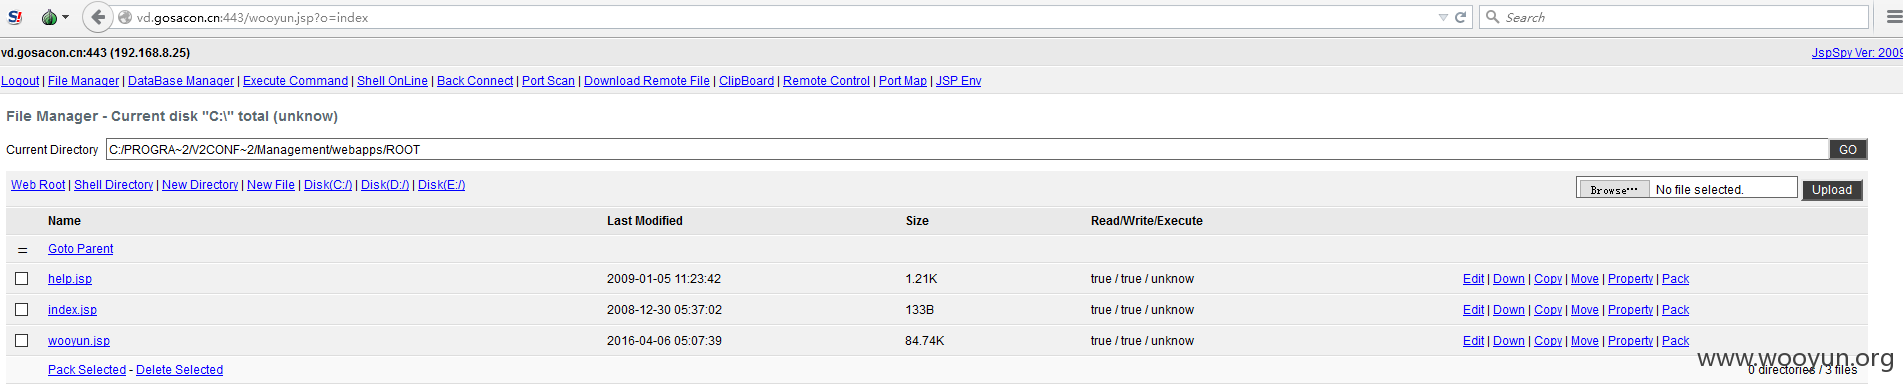 vd.gosacon.cn:443/wooyun.jsp?o=index
Search
vd.gosacon.cn:443 (192.168.8.25)
JspSpy Ver: 2009
Logout | File Manager | DataBase Manager | Execute Command | Shell OnLine | Back Connect | Port Scan | Download Remote File | ClipBoard | Remote Control | Port Map | JSP Env
File Manager - Current disk "C:\" total (unknow)
Current Directory C:/PROGRA~2/V2CONF~2/Management/webapps/ROOT GO
Web Root | Shell Directory | New Directory | New File | Disk(C:/) | Disk(D:/) | Disk(E:/)
Browse… No file selected. Upload
Name Last Modified Size Read/Write/Execute
= Goto Parent
help.jsp 2009-01-05 11:23:42 1.21K true / true / unknow Edit | Down | Copy | Move | Property | Pack
index.jsp 2008-12-30 05:37:02 133B true / true / unknow Edit | Down | Copy | Move | Property | Pack
wooyun.jsp 2016-04-06 05:07:39 84.74K true / true / unknow Edit | Down | Copy | Move | Property | Pack
Pack Selected - Delete Selected
0 directories / 3 files
www.wooyun.org